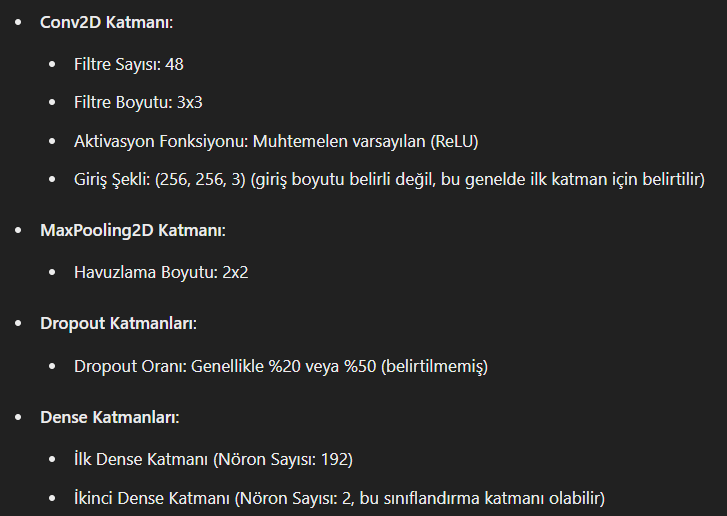 Conv2D Katmanı:
Filtre Sayısı: 48
Filtre Boyutu: 3x3
Aktivasyon Fonksiyonu: Muhtemelen varsayılan (ReLU)
Giriş Şekli: (256, 256, 3) (giriş boyutu belirli değil, bu genelde ilk katman için belirtilir)
MaxPooling2D Katmanı:
Havuzlama Boyutu: 2x2
Dropout Katmanları:
Dropout Oranı: Genellikle %20 veya %50 (belirtilmemiş)
Dense Katmanları:
İlk Dense Katmanı (Nöron Sayısı: 192)
İkinci Dense Katmanı (Nöron Sayısı: 2, bu sınıflandırma katmanı olabilir)